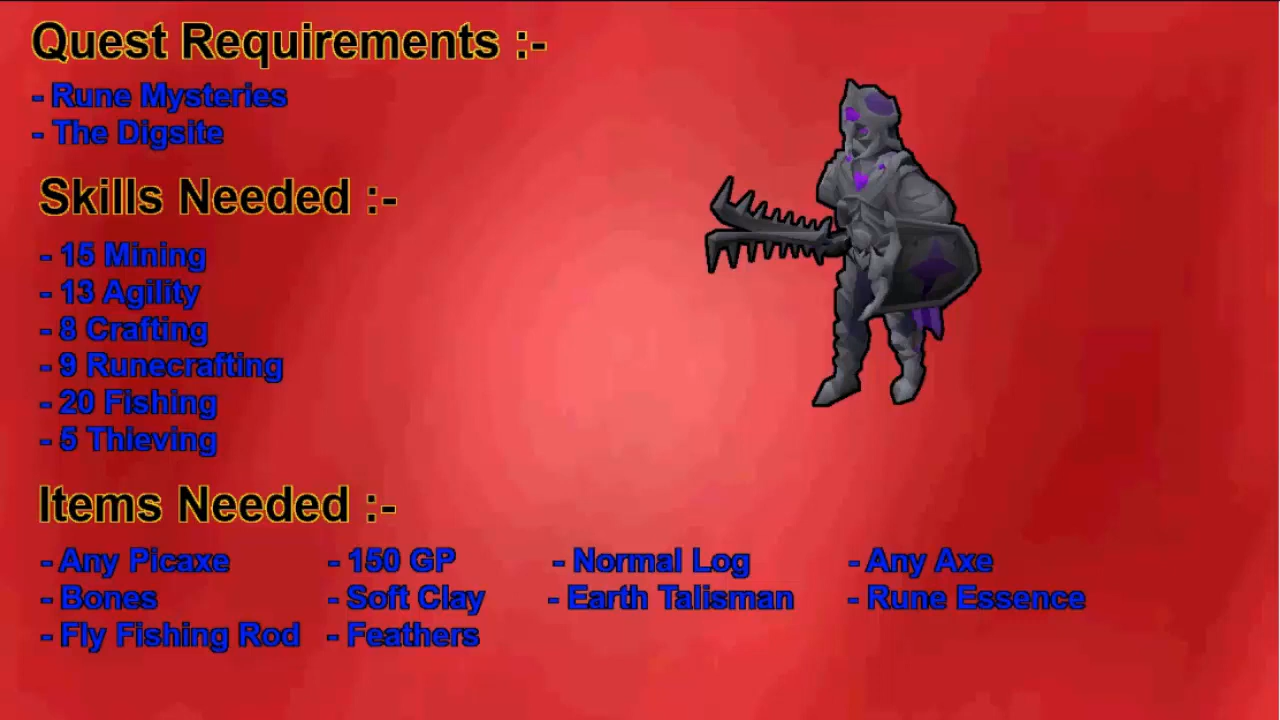 Quest Requirements :-
- Rune Mysteries
- The Digsite
Skills Needed :-
- 15 Mining
- 13 Agility
- 8 Crafting
- 9 Runecrafting
- 20 Fishing
- 5 Thieving
Items Needed :-
- Any Picaxe - 150 GP - Normal Log - Any Axe
- Bones - Soft Clay - Earth Talisman - Rune Essence
- Fly Fishing Rod - Feathers